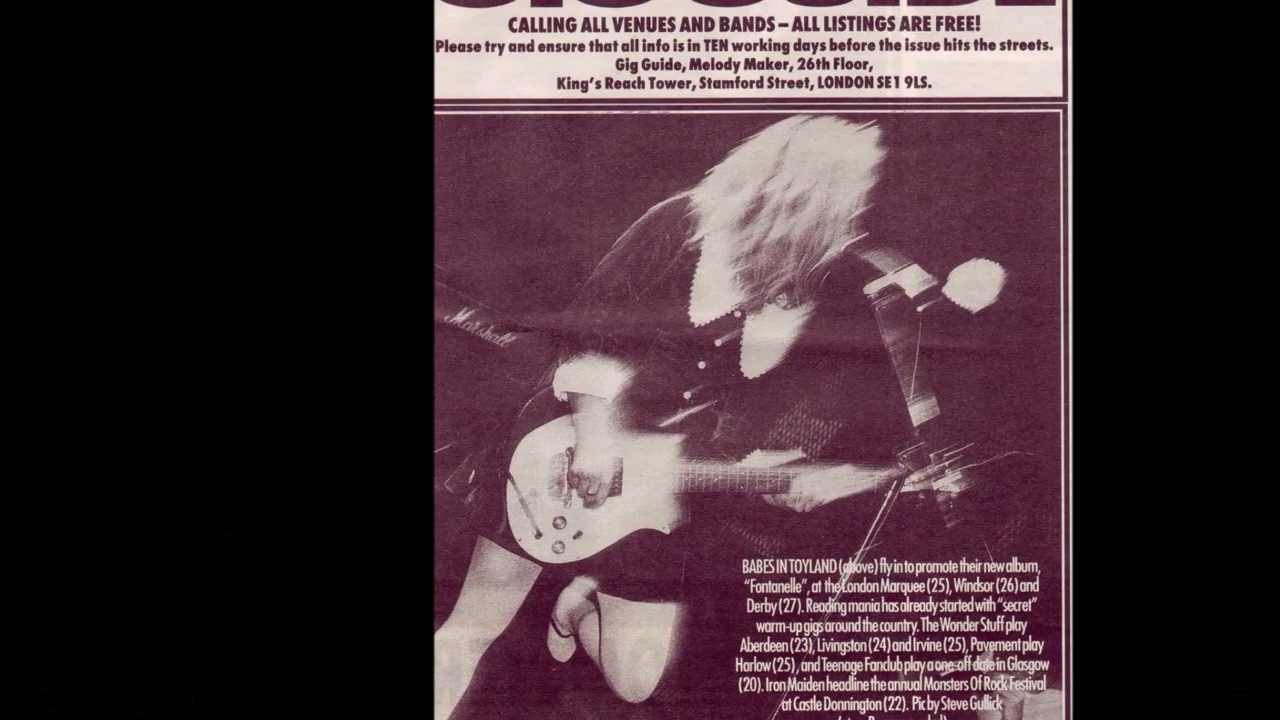 GIG GUIDE
CALLING ALL VENUES AND BANDS – ALL LISTINGS ARE FREE!
Please try and ensure that all info is in TEN working days before the issue hits the streets.
Gig Guide, Melody Maker, 26th Floor,
King's Reach Tower, Stamford Street, LONDON SE1 9LS.
Marshall
BABES IN TOYLAND (above) fly in to promote their new album,
"Fontanelle", at the London Marquee (25), Windsor (26) and
Derby (27). Reading mania has already started with "secret"
warm-up gigs around the country. The Wonder Stuff play
Aberdeen (23), Livingston (24) and Irvine (25), Pavement play
Harlow (25), and Teenage Fanclub play a one-off date in Glasgow
(20). Iron Maiden headline the annual Monsters Of Rock Festival
at Castle Donnington (22). Pic by Steve Gullick